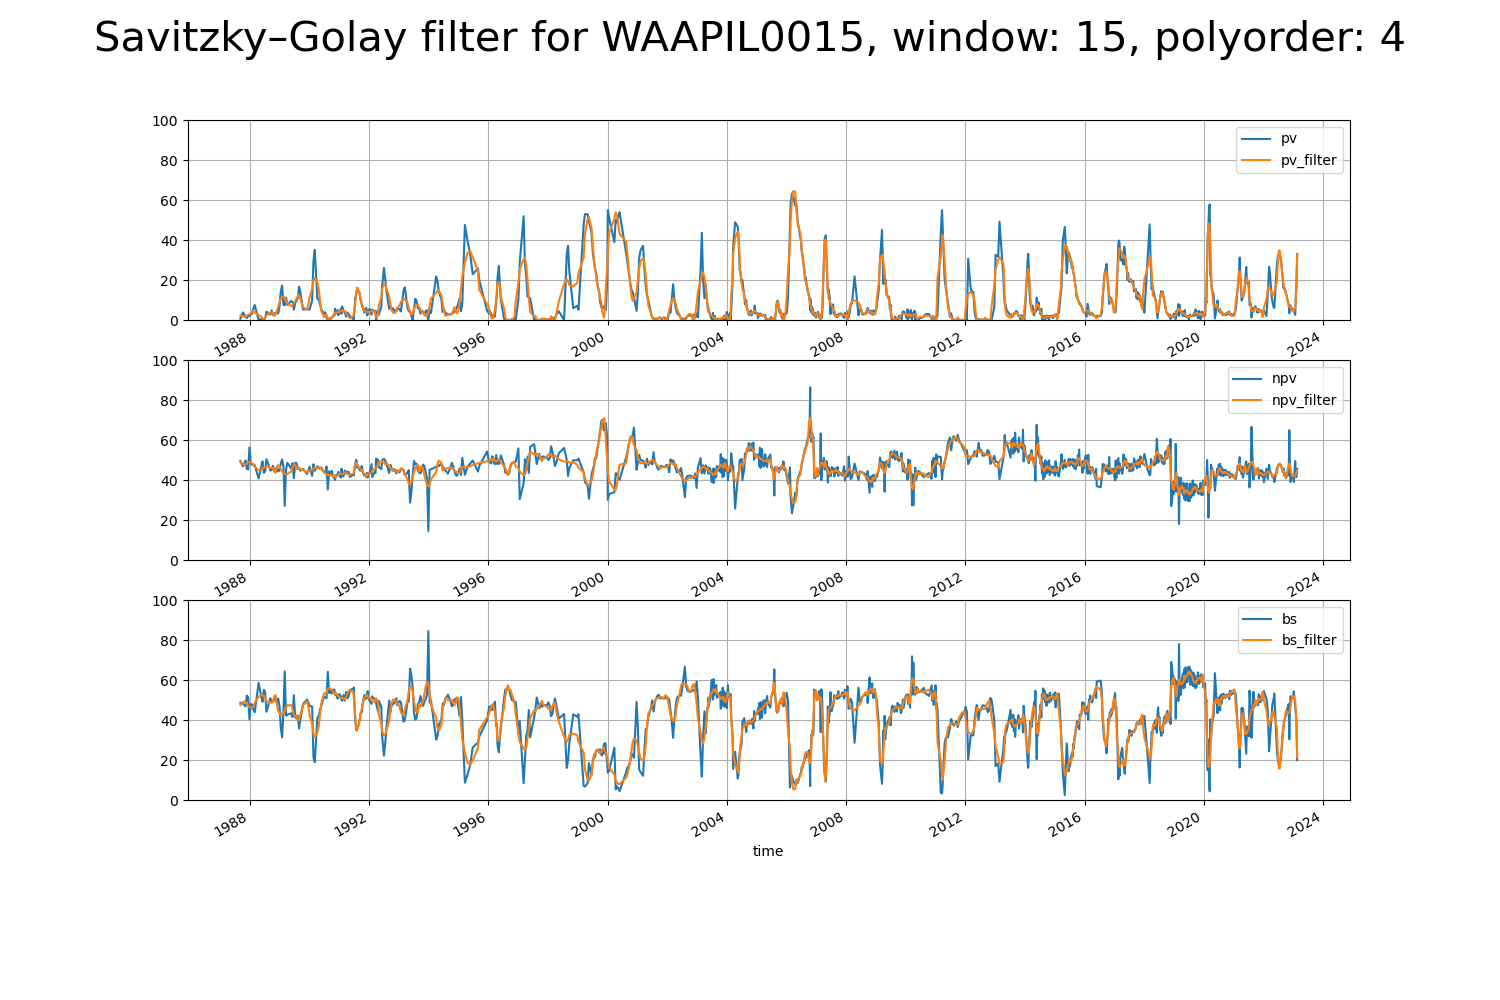 Savitzky–Golay filter for WAAPIL0015, window: 15, polyorder: 4
100
80
60
40
20
0
pv
pv_filter
1988 1992 1996 2000 2004 2008 2012 2016 2020 2024
100
80
60
40
20
0
npv
npv_filter
1988 1992 1996 2000 2004 2008 2012 2016 2020 2024
100
80
60
40
20
0
bs
bs_filter
1988 1992 1996 2000 2004 2008 2012 2016 2020 2024
time